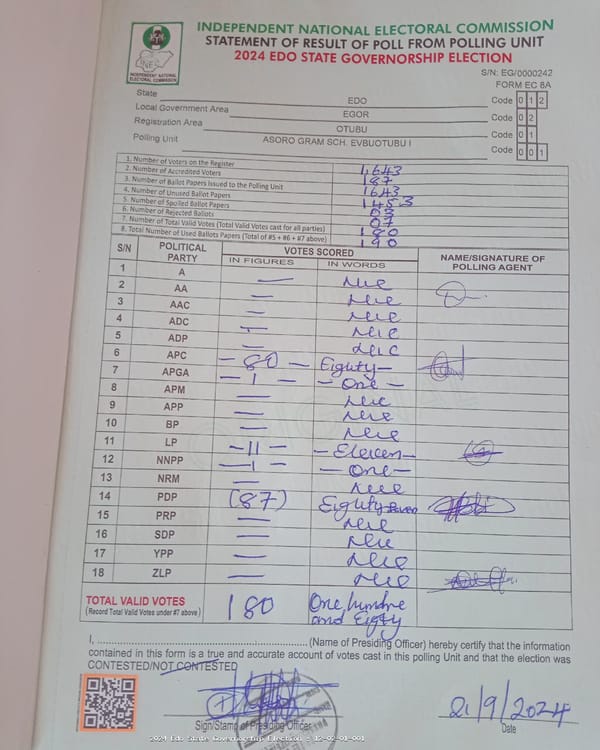 INDEPENDENT NATIONAL ELECTORAL COMMISSION
STATEMENT OF RESULT OF POLL FROM POLLING UNIT
2024 EDO STATE GOVERNORSHIP ELECTION
INEC
INDEPENDENT NATIONAL ELECTORAL COMMISSION
S/N: EG/0000242
FORM EC 8A
State EDO Code 0 1 2
Local Government Area EGOR Code 0 2
Registration Area OTUBU Code 0 1
Polling Unit ASORO GRAM SCH. EVBUOTUBU I Code 0 0 1
1. Number of Voters on the Register 1,643
2. Number of Accredited Voters 187
3. Number of Ballot Papers Issued to the Polling Unit 1643
4. Number of Unused Ballot Papers 1453
5. Number of Spoiled Ballot Papers 03
6. Number of Rejected Ballots 07
7. Number of Total Valid Votes (Total Valid Votes cast for all parties) 180
8. Total Number of Used Ballots Papers (Total of #5 + #6 + #7 above) 190
S/N POLITICAL PARTY VOTES SCORED NAME/SIGNATURE OF POLLING AGENT
IN FIGURES IN WORDS
1 A — Nil
2 AA — Nil
3 AAC — Nil
4 ADC — Nil
5 ADP — Nil
6 APC – 80 – Eighty –
7 APGA – 1 – – One –
8 APM — Nil
9 APP — Nil
10 BP — Nil
11 LP – 11 – – Eleven –
12 NNPP – 1 – – One –
13 NRM — Nil
14 PDP (87) Eighty Seven
15 PRP — Nil
16 SDP — Nil
17 YPP — Nil
18 ZLP — Nil
TOTAL VALID VOTES 180 One hundre
(Record Total Valid Votes under #7 above) and Eigty
I, ........................ (Name of Presiding Officer) hereby certify that the information
contained in this form is a true and accurate account of votes cast in this polling Unit and that the election was
CONTESTED/NOT CONTESTED
21/9/2024
Sign/Stamp of Presiding Officer Date
2024 Edo State Governorship Election - 12-02-01-001